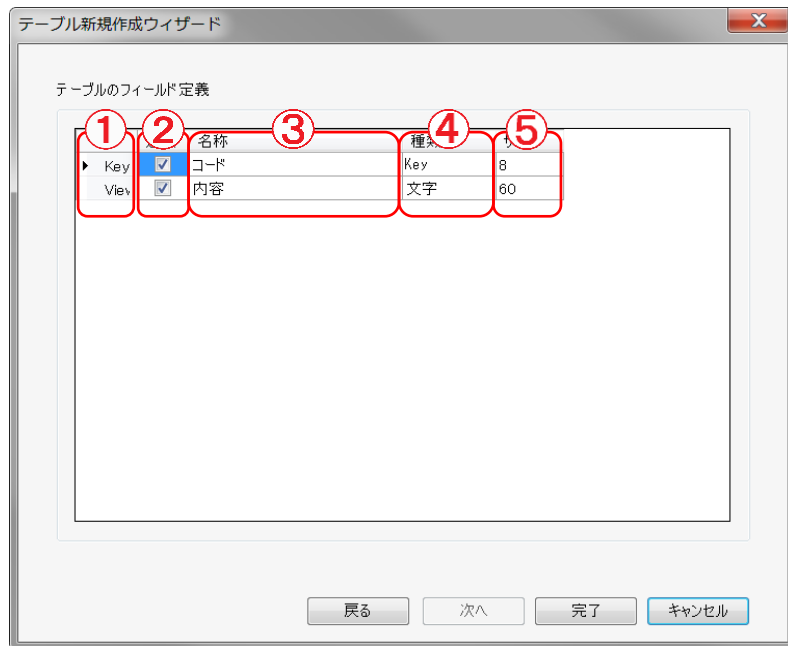 テーブル新規作成ウィザード
X
テーブルのフィールド定義
① ② ③ ④ ⑤
名称
Key コード Key 8
内容 文字 60
戻る 次へ 完了 キャンセル